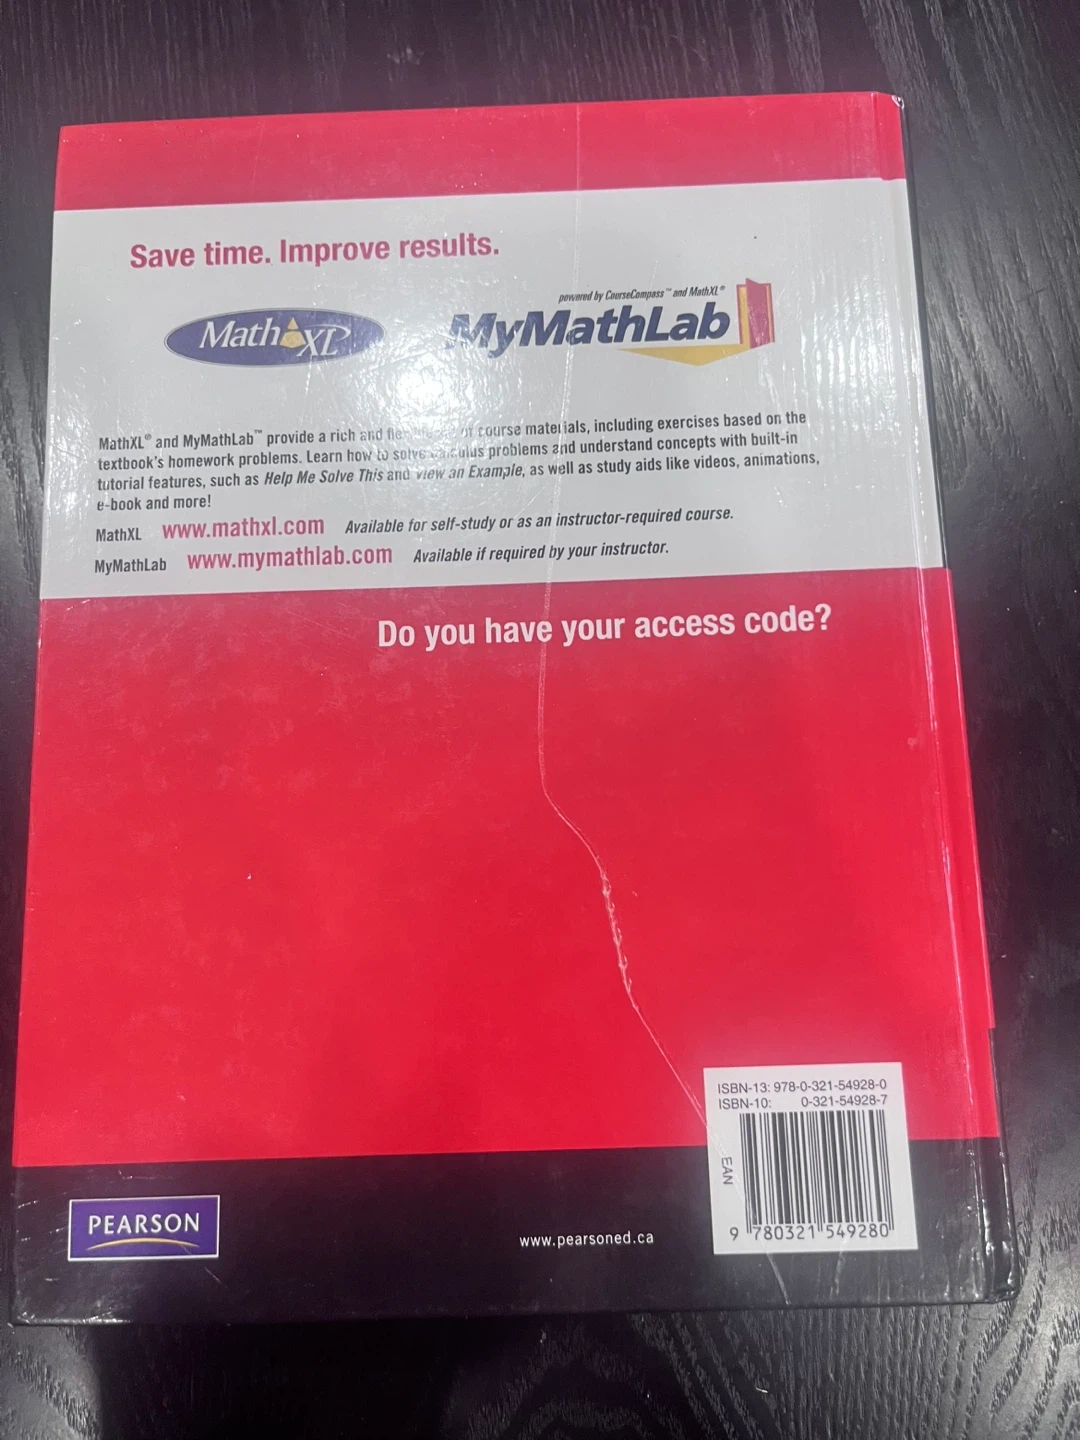 Save time. Improve results.
MathXL
powered by CourseCompass™ and MathXL®
MyMathLab
MathXL® and MyMathLab™ provide a rich and of course materials, including exercises based on the
textbook's homework problems. Learn how to solve calculus problems and understand concepts with built-in
tutorial features, such as Help Me Solve This and View an Example, as well as study aids like videos, animations,
e-book and more!
MathXL www.mathxl.com Available for self-study or as an instructor-required course.
MyMathLab www.mymathlab.com Available if required by your instructor.
Do you have your access code?
ISBN-13: 978-0-321-54928-0
ISBN-10: 0-321-54928-7
EAN
9 780321 549280
PEARSON
www.pearsoned.ca